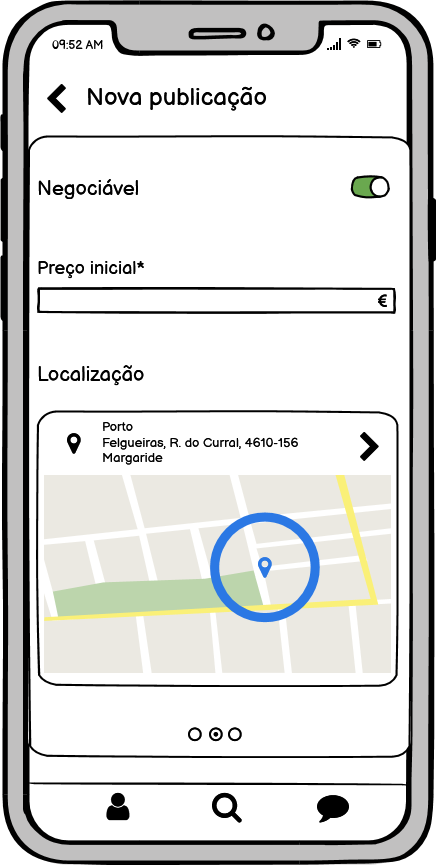 09:52 AM
Nova publicação
Negociável
Preço inicial*
€
Localização
Porto
Felgueiras, R. do Curral, 4610-156
Margaride